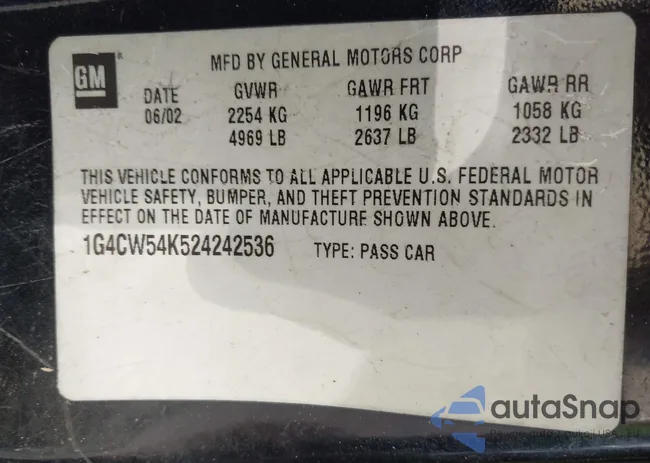 GM
MFD BY GENERAL MOTORS CORP
DATE GVWR GAWR FRT GAWR RR
06/02 2254 KG 1196 KG 1058 KG
4969 LB 2637 LB 2332 LB
THIS VEHICLE CONFORMS TO ALL APPLICABLE U.S. FEDERAL MOTOR
VEHICLE SAFETY, BUMPER, AND THEFT PREVENTION STANDARDS IN
EFFECT ON THE DATE OF MANUFACTURE SHOWN ABOVE.
1G4CW54K524242536 TYPE: PASS CAR
autaSnap